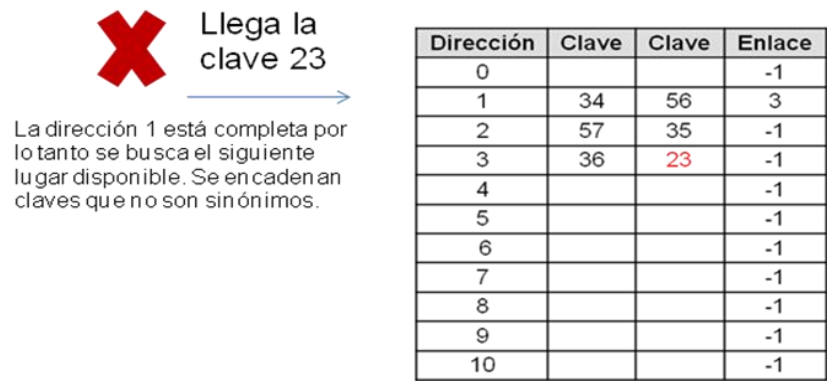 Llega la
clave 23
La dirección 1 está completa por
lo tanto se busca el siguiente
lugar disponible. Se encadenan
claves que no son sinónimos.
Dirección Clave Clave Enlace
0 -1
1 34 56 3
2 57 35 -1
3 36 23 -1
4 -1
5 -1
6 -1
7 -1
8 -1
9 -1
10 -1